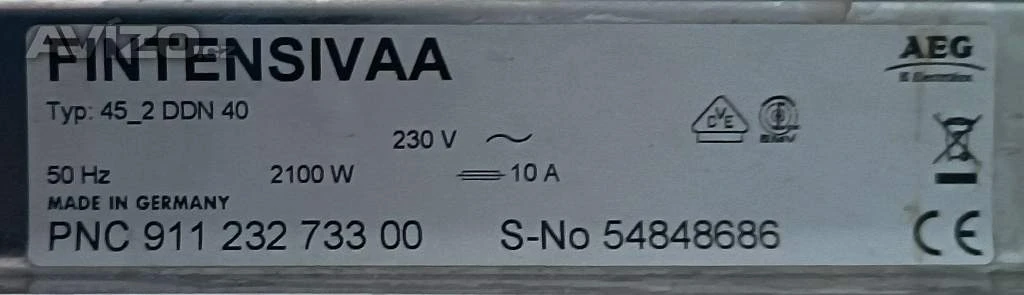 FINTENSIVAA
AEG
Typ: 45_2 DDN 40
230 V
50 Hz 2100 W 10 A
MADE IN GERMANY
PNC 911 232 733 00 S-No 54848686
CE